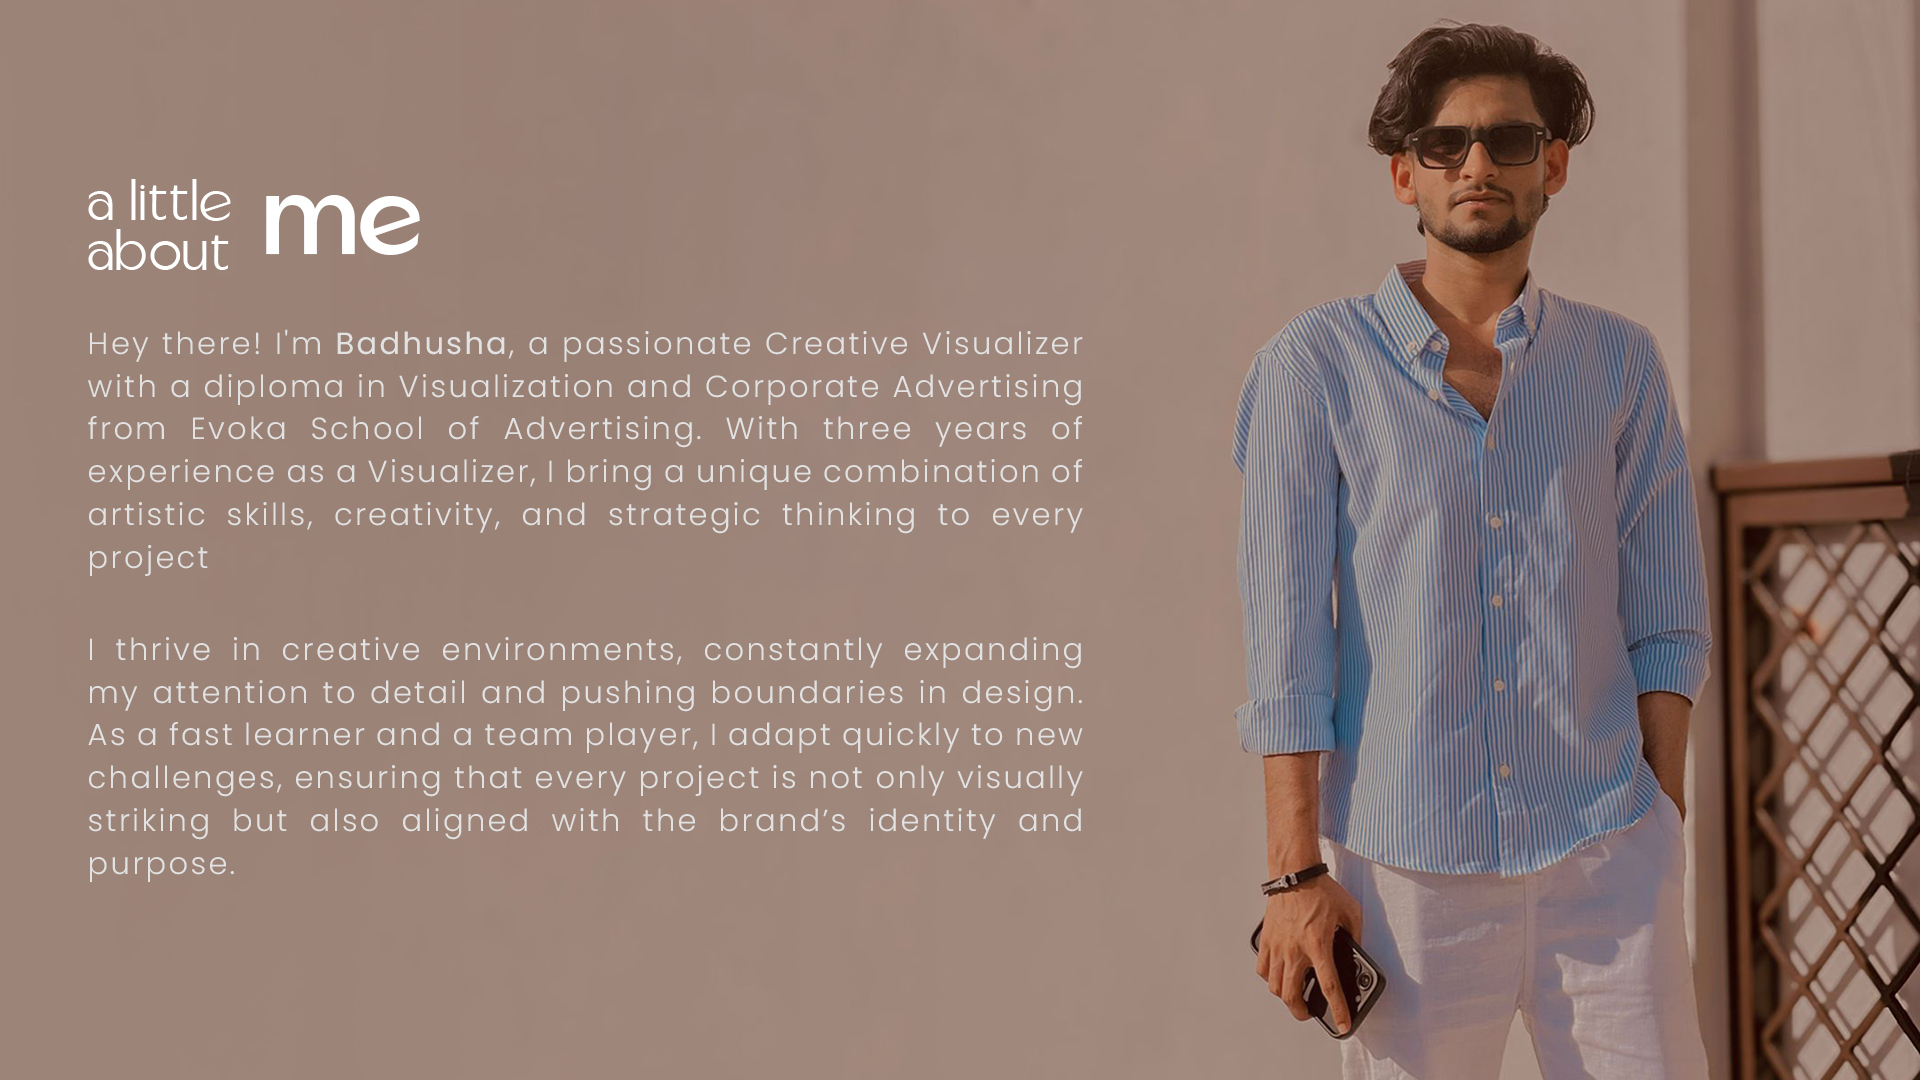 a little
about me
Hey there! I'm Badhusha, a passionate Creative Visualizer
with a diploma in Visualization and Corporate Advertising
from Evoka School of Advertising. With three years of
experience as a Visualizer, I bring a unique combination of
artistic skills, creativity, and strategic thinking to every
project
I thrive in creative environments, constantly expanding
my attention to detail and pushing boundaries in design.
As a fast learner and a team player, I adapt quickly to new
challenges, ensuring that every project is not only visually
striking but also aligned with the brand’s identity and
purpose.